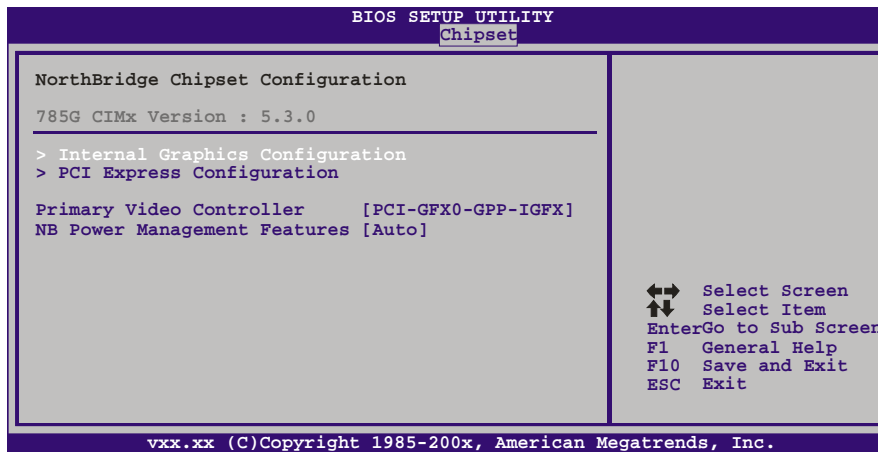 BIOS SETUP UTILITY
Chipset
NorthBridge Chipset Configuration
785G CIMx Version : 5.3.0
> Internal Graphics Configuration
> PCI Express Configuration
Primary Video Controller [PCI-GFX0-GPP-IGFX]
NB Power Management Features [Auto]
Select Screen
Select Item
EnterGo to Sub Screen
F1 General Help
F10 Save and Exit
ESC Exit
vxx.xx (C)Copyright 1985-200x, American Megatrends, Inc.